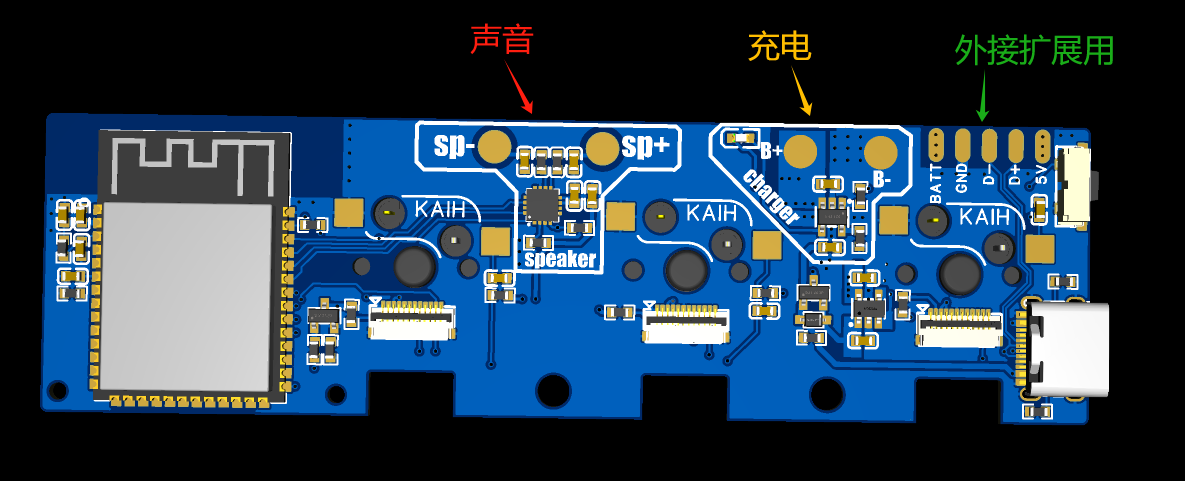 声音
充电
外接扩展用
sp-
sp+
B+
B-
charger
BATT
GND
D-
D+
5V
KAIH
KAIH
KAIH
speaker